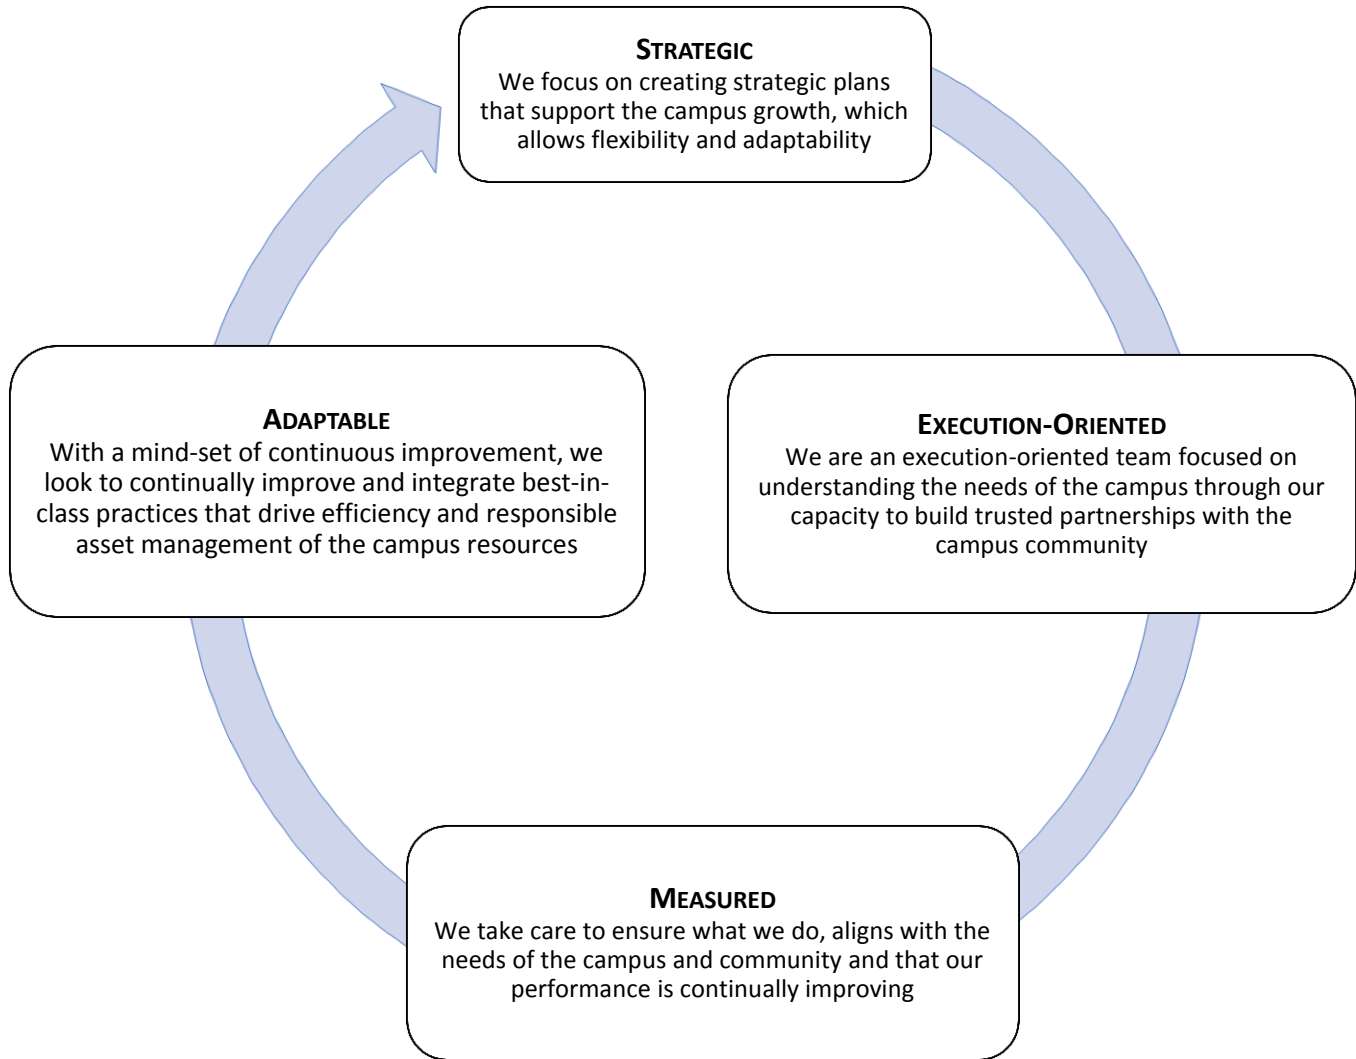 STRATEGIC
We focus on creating strategic plans
that support the campus growth, which
allows flexibility and adaptability
ADAPTABLE
With a mind-set of continuous improvement, we
look to continually improve and integrate best-in-
class practices that drive efficiency and responsible
asset management of the campus resources
EXECUTION-ORIENTED
We are an execution-oriented team focused on
understanding the needs of the campus through our
capacity to build trusted partnerships with the
campus community
MEASURED
We take care to ensure what we do, aligns with the
needs of the campus and community and that our
performance is continually improving